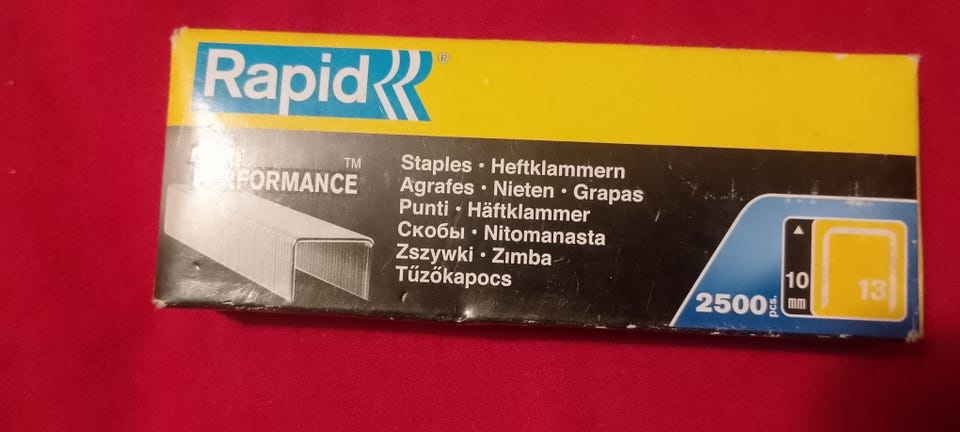 Rapid ®
TM
PERFORMANCE
Staples · Heftklammern
Agrafes · Nieten · Grapas
Punti · Häftklammer
Скобы · Nitomanasta
Zszywki · Zımba
Tűzőkapocs
2500 pcs.
10
mm
13